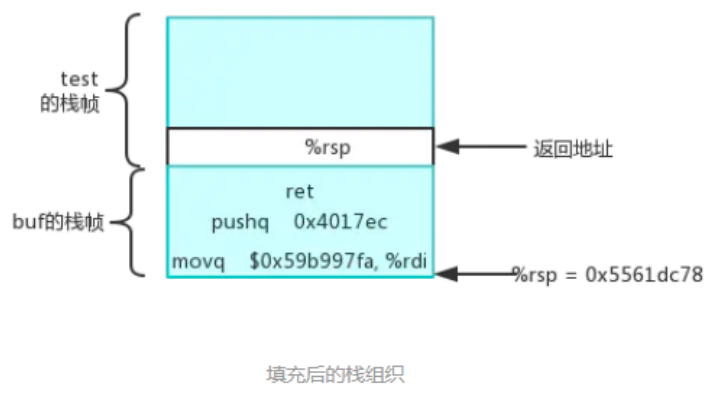 test
的栈帧
%rsp
返回地址
ret
buf的栈帧
pushq 0x4017ec
movq $0x59b997fa, %rdi
%rsp = 0x5561dc78
填充后的栈组织